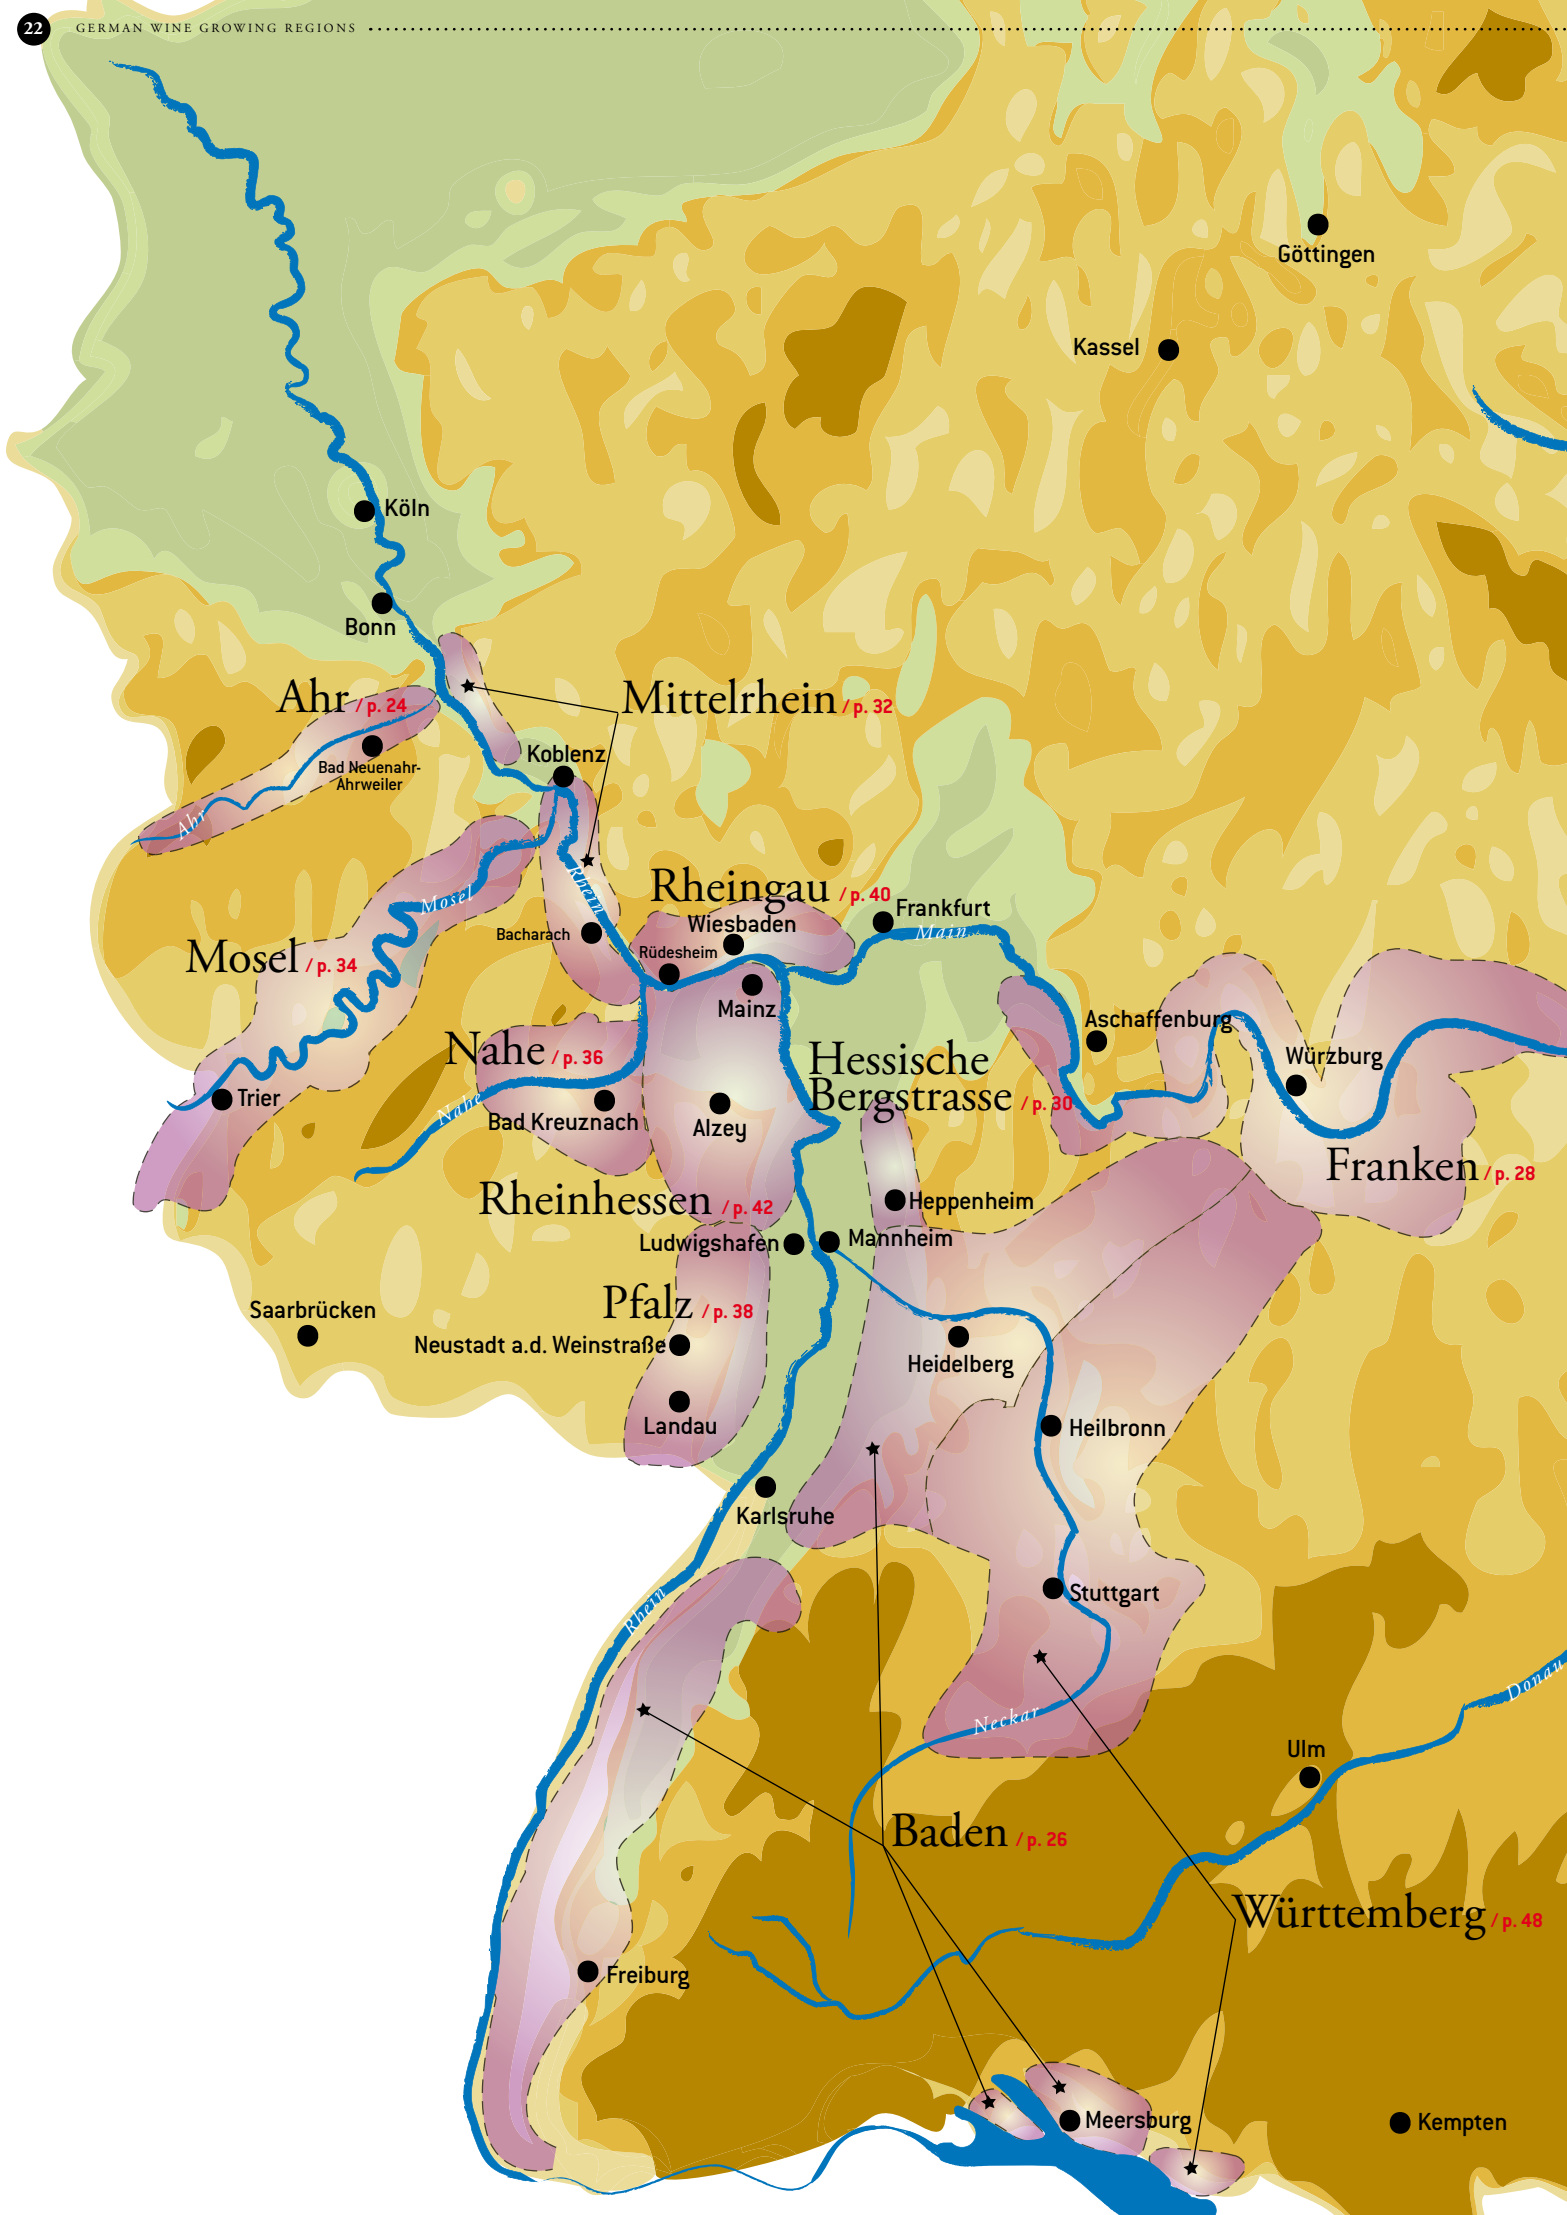 22
GERMAN WINE GROWING REGIONS
Göttingen
Kassel
Köln
Bonn
Ahr / p. 24
Mittelrhein / p. 32
Koblenz
Bad Neuenahr-
Ahrweiler
Ahr
Rhein
Mosel
Rheingau / p. 40
Frankfurt
Wiesbaden
Main
Bacharach
Rüdesheim
Mosel / p. 34
Mainz
Aschaffenburg
Nahe / p. 36
Hessische
Bergstrasse / p. 30
Würzburg
Trier
Nahe
Bad Kreuznach
Alzey
Franken / p. 28
Rheinhessen / p. 42
Heppenheim
Ludwigshafen
Mannheim
Pfalz / p. 38
Saarbrücken
Neustadt a.d. Weinstraße
Heidelberg
Landau
Heilbronn
Karlsruhe
Stuttgart
Rhein
Neckar
Donau
Ulm
Baden / p. 26
Württemberg / p. 48
Freiburg
Meersburg
Kempten